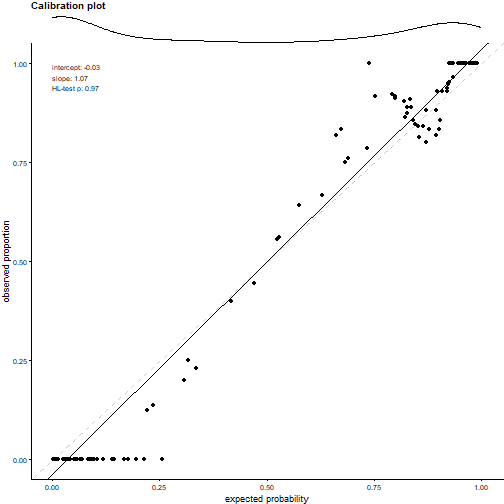 Calibration plot
intercept: -0.03
slope: 1.07
HL-test p: 0.97
observed proportion
1.00
0.75
0.50
0.25
0.00
0.00 0.25 0.50 0.75 1.00
expected probability